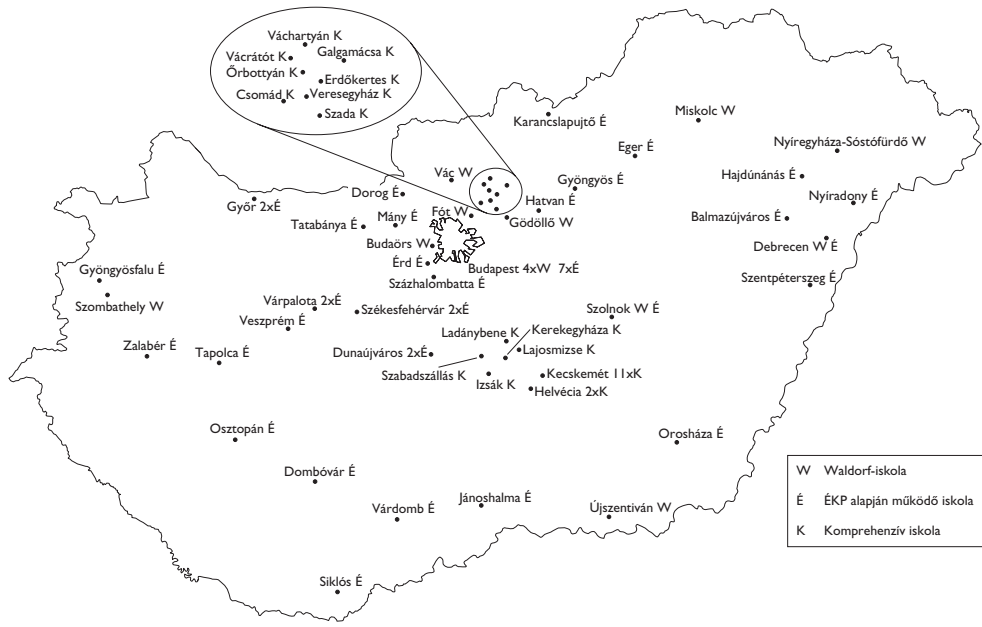 Váchartyán K
Galgamácsa K
Vácrátót K
Őrbottyán K
Erdőkertes K
Csomád K
Veresegyház K
Szada K
Karancslapujtő É
Miskolc W
Nyíregyháza-Sóstófürdő W
Eger É
Vác W
Hajdúnánás É
Dorog É
Gyöngyös É
Nyíradony É
Győr 2xÉ
Hatvan É
Mány É
Fót W
Balmazújváros É
Tatabánya É
Gödöllő W
Budaörs W
Debrecen W É
Érd É
Budapest 4xW 7xÉ
Gyöngyösfalu É
Százhalombatta É
Szentpéterszeg É
Szombathely W
Várpalota 2xÉ
Székesfehérvár 2xÉ
Szolnok W É
Veszprém É
Ladánybene K
Kerekegyháza K
Zalabér É
Tapolca É
Dunaújváros 2xÉ
Lajosmizse K
Szabadszállás K
Kecskemét 11xK
Izsák K
Helvécia 2xK
Osztopán É
Orosháza É
Dombóvár É
Jánoshalma É
Várdomb É
Újszentiván W
Siklós É
W Waldorf-iskola
É ÉKP alapján működő iskola
K Komprehenzív iskola